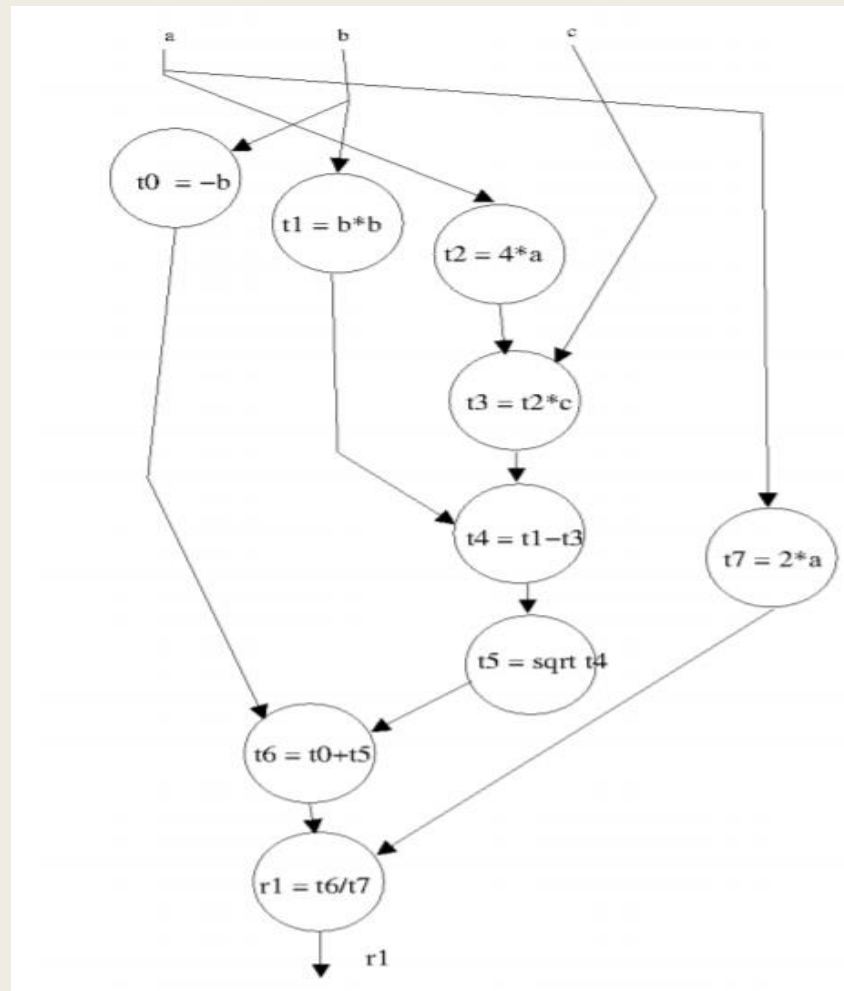 a
b
c
t0 = −b
t1 = b*b
t2 = 4*a
t3 = t2*c
t4 = t1−t3
t7 = 2*a
t5 = sqrt t4
t6 = t0+t5
r1 = t6/t7
r1